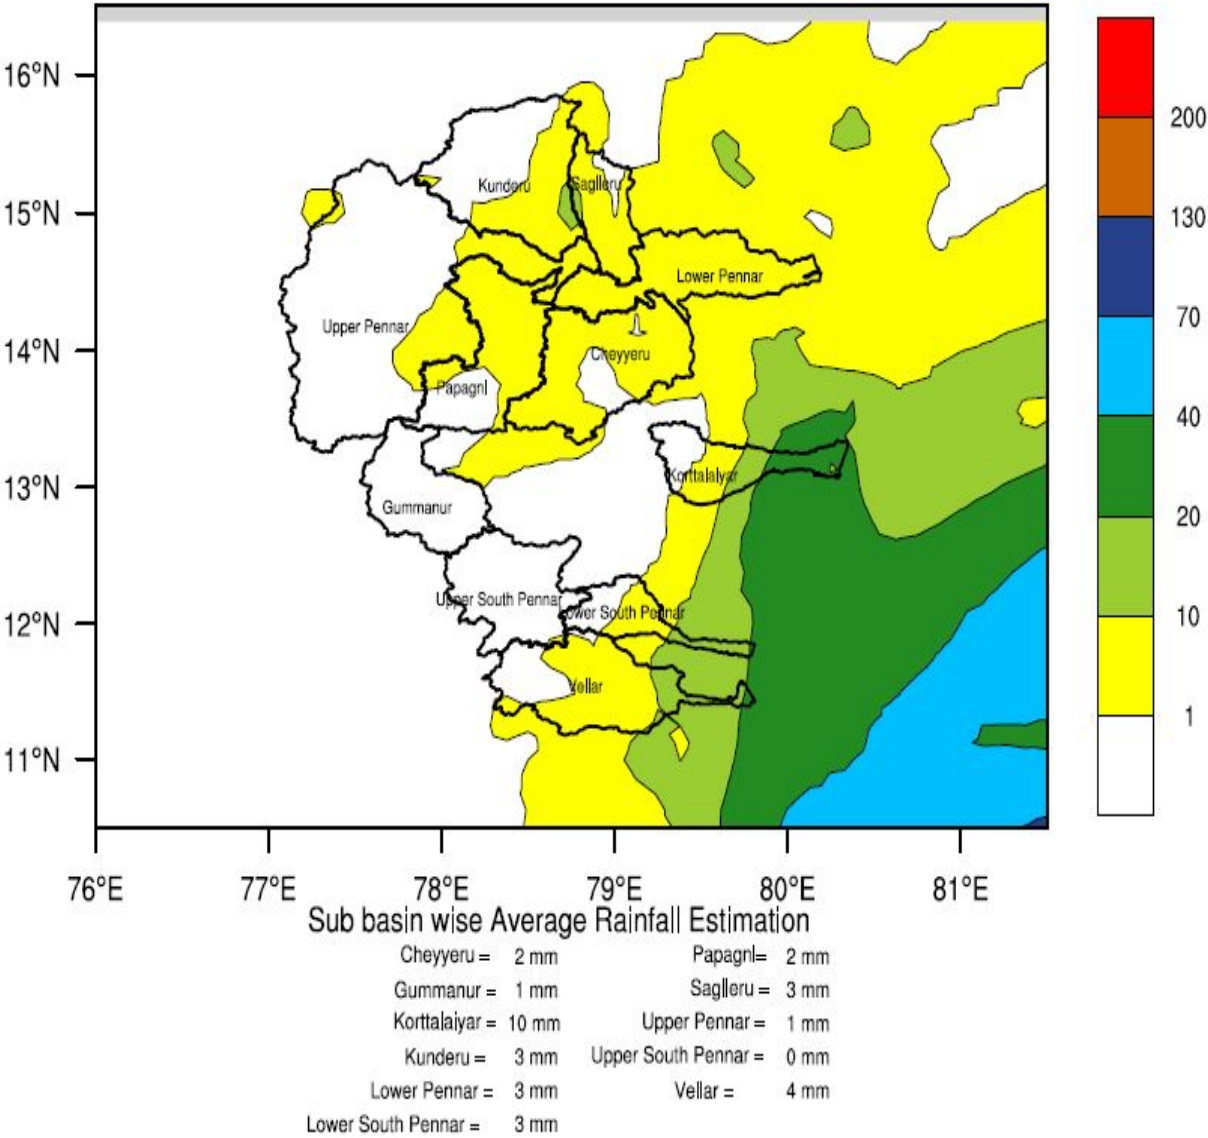 16°N
15°N
14°N
13°N
12°N
11°N
76°E 77°E 78°E 79°E 80°E 81°E
Kunderu
Saglleru
Lower Pennar
Upper Pennar
Cheyyeru
Papagnl
Korttalaiyar
Gummanur
Upper South Pennar
Lower South Pennar
Vellar
200
130
70
40
20
10
1
Sub basin wise Average Rainfall Estimation
Cheyyeru = 2 mm Papagnl= 2 mm
Gummanur = 1 mm Saglleru = 3 mm
Korttalaiyar = 10 mm Upper Pennar = 1 mm
Kunderu = 3 mm Upper South Pennar = 0 mm
Lower Pennar = 3 mm Vellar = 4 mm
Lower South Pennar = 3 mm